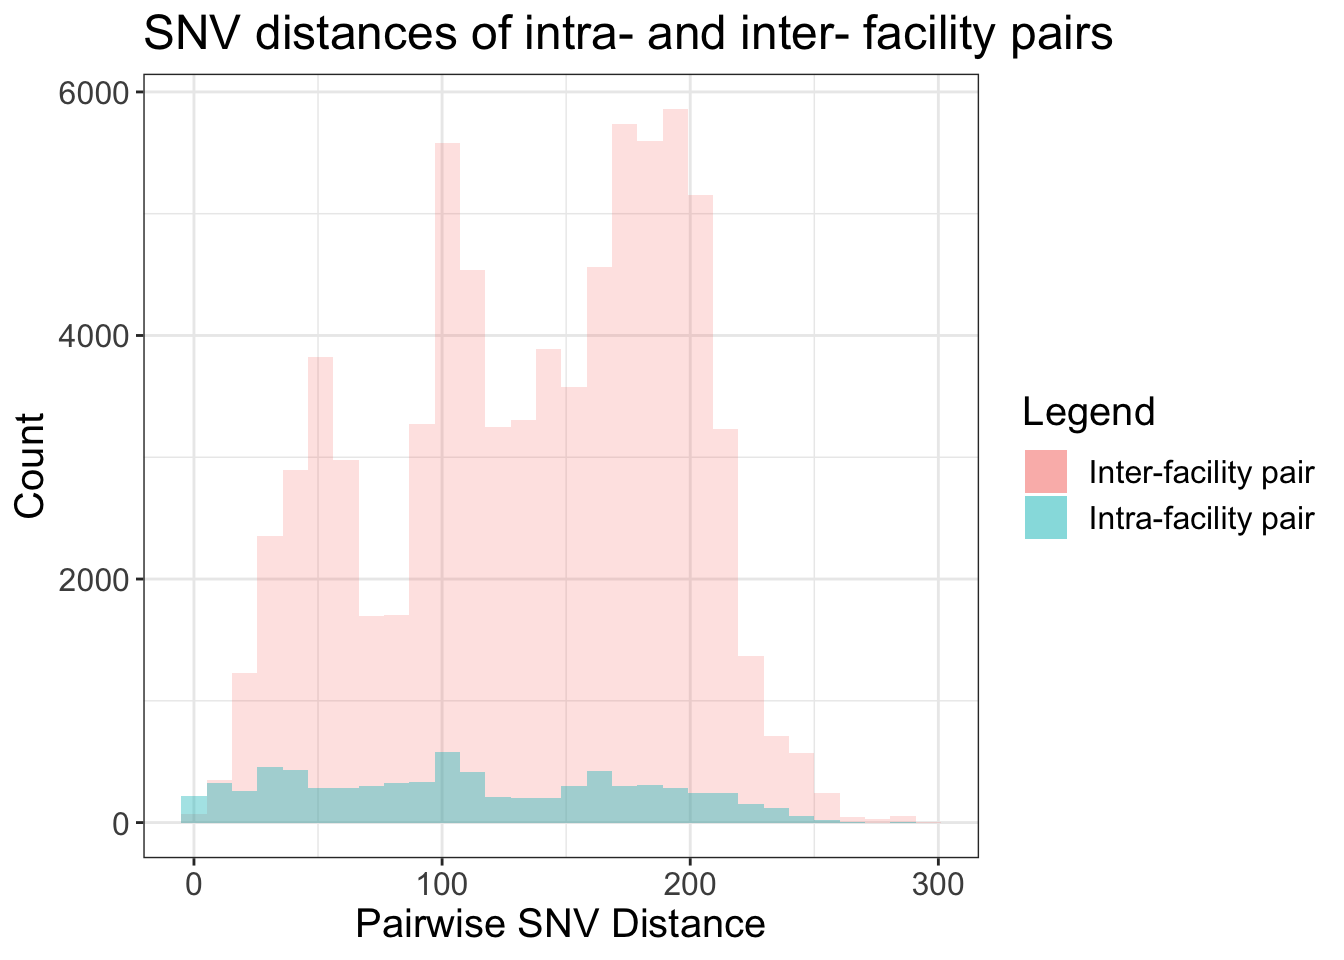 SNV distances of intra- and inter- facility pairs
6000
4000
2000
0
Count
0 100 200 300
Pairwise SNV Distance
Legend
Inter-facility pair
Intra-facility pair